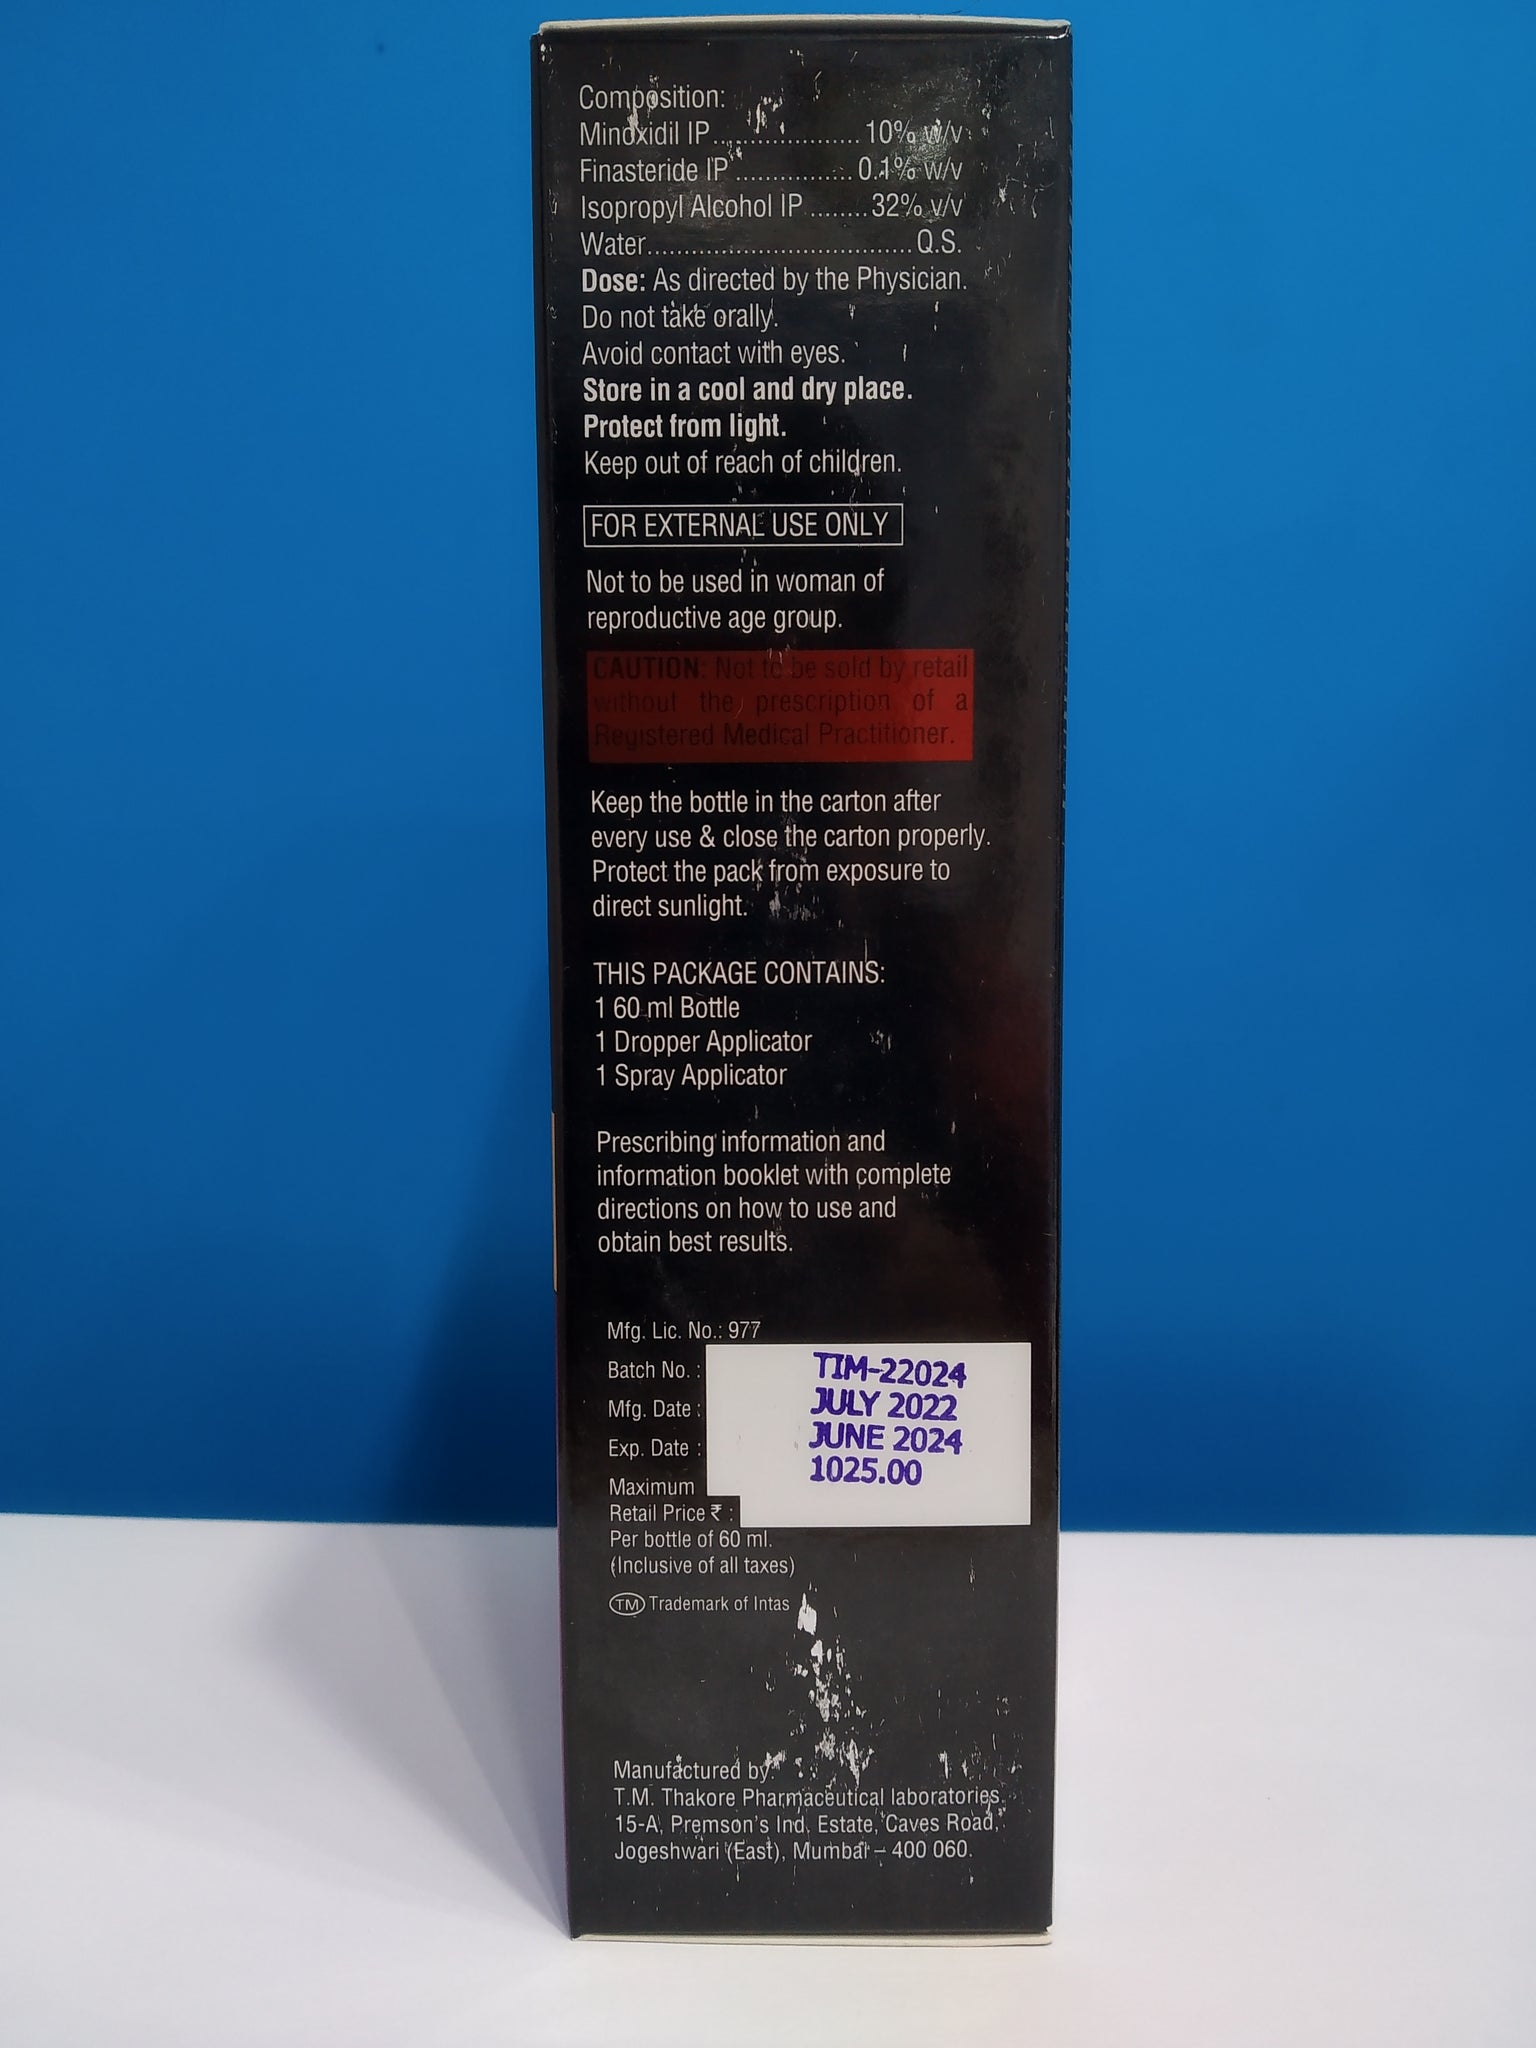 Composition:
Minoxidil IP.................... 10% w/v
Finasteride IP ................ 0.1% w/v
Isopropyl Alcohol IP ........ 32% v/v
Water.................................... Q.S.
Dose: As directed by the Physician.
Do not take orally.
Avoid contact with eyes.
Store in a cool and dry place.
Protect from light.
Keep out of reach of children.
FOR EXTERNAL USE ONLY
Not to be used in woman of
reproductive age group.
CAUTION: Not to be sold by retail
without the prescription of a
Registered Medical Practitioner.
Keep the bottle in the carton after
every use & close the carton properly.
Protect the pack from exposure to
direct sunlight.
THIS PACKAGE CONTAINS:
1 60 ml Bottle
1 Dropper Applicator
1 Spray Applicator
Prescribing information and
information booklet with complete
directions on how to use and
obtain best results.
Mfg. Lic. No.: 977
Batch No. : TIM-22024
Mfg. Date : JULY 2022
Exp. Date : JUNE 2024
Maximum 1025.00
Retail Price ₹ :
Per bottle of 60 ml.
(Inclusive of all taxes)
TM Trademark of Intas
Manufactured by:
T.M. Thakore Pharmaceutical laboratories.
15-A, Premson's Ind. Estate, Caves Road,
Jogeshwari (East), Mumbai – 400 060.